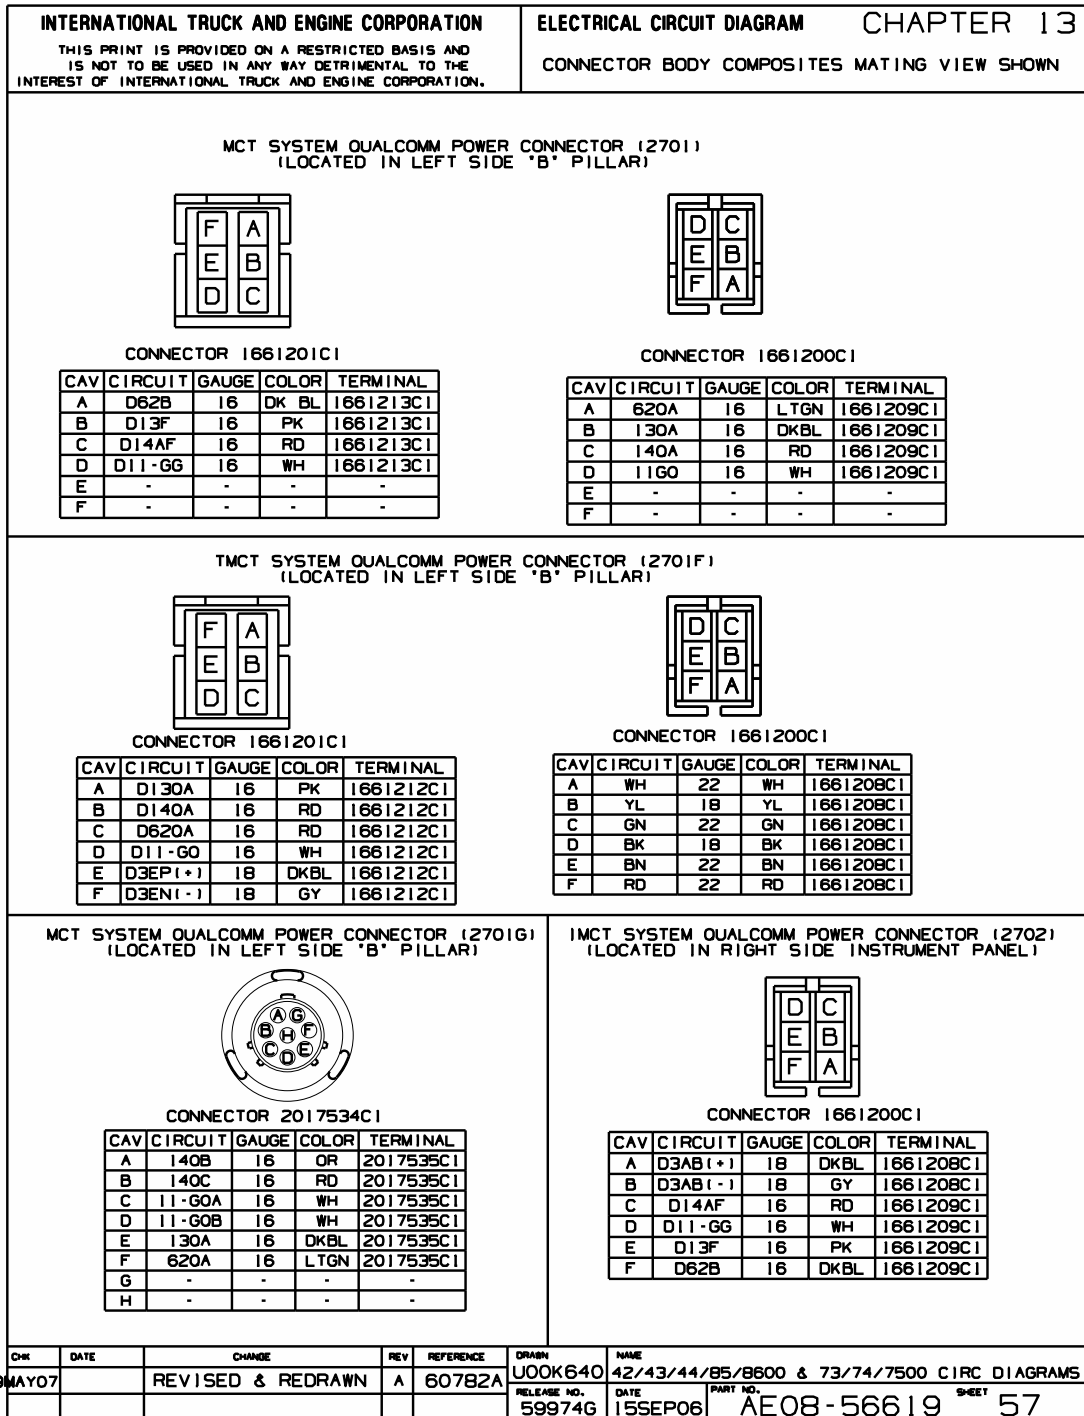 INTERNATIONAL TRUCK AND ENGINE CORPORATION
THIS PRINT IS PROVIDED ON A RESTRICTED BASIS AND
IS NOT TO BE USED IN ANY WAY DETRIMENTAL TO THE
INTEREST OF INTERNATIONAL TRUCK AND ENGINE CORPORATION.
ELECTRICAL CIRCUIT DIAGRAM CHAPTER 13
CONNECTOR BODY COMPOSITES MATING VIEW SHOWN
MCT SYSTEM QUALCOMM POWER CONNECTOR (2701)
(LOCATED IN LEFT SIDE "B" PILLAR)
F A
E B
D C
CONNECTOR 1661201C1
CAV CIRCUIT GAUGE COLOR TERMINAL
A D62B 16 DK BL 1661213C1
B D13F 16 PK 1661213C1
C D14AF 16 RD 1661213C1
D D11-GG 16 WH 1661213C1
E - - - -
F - - - -
D C
E B
F A
CONNECTOR 1661200C1
CAV CIRCUIT GAUGE COLOR TERMINAL
A 620A 16 LTGN 1661209C1
B 130A 16 DKBL 1661209C1
C 140A 16 RD 1661209C1
D 11GO 16 WH 1661209C1
E - - - -
F - - - -
TMCT SYSTEM QUALCOMM POWER CONNECTOR (2701F)
(LOCATED IN LEFT SIDE "B" PILLAR)
F A
E B
D C
CONNECTOR 1661201C1
CAV CIRCUIT GAUGE COLOR TERMINAL
A D130A 16 PK 1661212C1
B D140A 16 RD 1661212C1
C D620A 16 RD 1661212C1
D D11-GO 16 WH 1661212C1
E D3EP(+) 18 DKBL 1661212C1
F D3EN(-) 18 GY 1661212C1
D C
E B
F A
CONNECTOR 1661200C1
CAV CIRCUIT GAUGE COLOR TERMINAL
A WH 22 WH 1661208C1
B YL 18 YL 1661208C1
C GN 22 GN 1661208C1
D BK 18 BK 1661208C1
E BN 22 BN 1661208C1
F RD 22 RD 1661208C1
MCT SYSTEM QUALCOMM POWER CONNECTOR (2701G)
(LOCATED IN LEFT SIDE "B" PILLAR)
A G
B H F
C D E
CONNECTOR 2017534C1
CAV CIRCUIT GAUGE COLOR TERMINAL
A 140B 16 OR 2017535C1
B 140C 16 RD 2017535C1
C 11-GOA 16 WH 2017535C1
D 11-GOB 16 WH 2017535C1
E 130A 16 DKBL 2017535C1
F 620A 16 LTGN 2017535C1
G - - - -
H - - - -
IMCT SYSTEM QUALCOMM POWER CONNECTOR (2702)
(LOCATED IN RIGHT SIDE INSTRUMENT PANEL)
D C
E B
F A
CONNECTOR 1661200C1
CAV CIRCUIT GAUGE COLOR TERMINAL
A D3AB(+) 18 DKBL 1661208C1
B D3AB(-) 18 GY 1661208C1
C D14AF 16 RD 1661209C1
D D11-GG 16 WH 1661209C1
E D13F 16 PK 1661209C1
F D62B 16 DKBL 1661209C1
CHK DATE CHANGE REV REFERENCE
MAY07 REVISED & REDRAWN A 60782A
DRAWN U00K640
NAME 42/43/44/85/8600 & 73/74/7500 CIRC DIAGRAMS
RELEASE NO. 59974G
DATE 15SEP06
PART NO. AE08-56619
SHEET 57